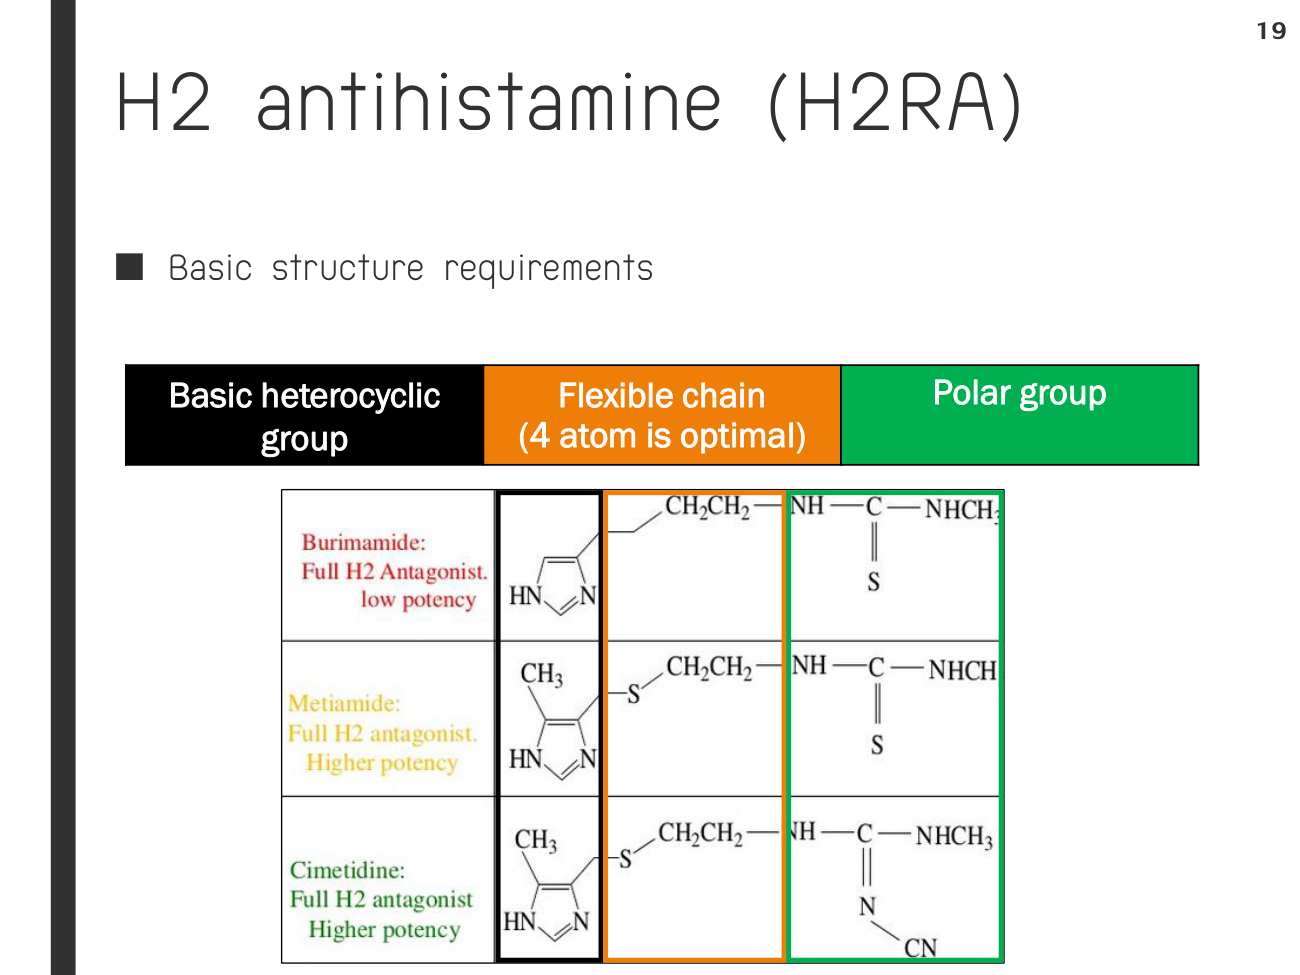 19
H2 antihistamine (H2RA)
Basic structure requirements
Basic heterocyclic
group
Flexible chain
(4 atom is optimal)
Polar group
Burimamide:
Full H2 Antagonist.
low potency
CH₂CH₂—NH—C—NHCH₃
S
HN N
Metiamide:
Full H2 antagonist.
Higher potency
CH₃
S CH₂CH₂—NH—C—NHCH
S
HN N
Cimetidine:
Full H2 antagonist
Higher potency
CH₃
S CH₂CH₂—NH—C—NHCH₃
N
CN
HN N